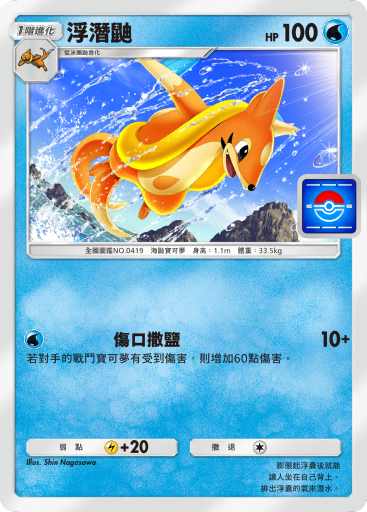 1階進化
浮潛鼬
HP 100
從泳圈鼬進化
全國圖鑑NO.0419 海鼬寶可夢 身高：1.1m 體重：33.5kg
傷口撒鹽 10+
若對手的戰鬥寶可夢有受到傷害，則增加60點傷害。
弱點 +20 撤退
Illus. Shin Nagasawa
膨脹起浮囊後就能
讓人坐在自己背上。
排出浮囊的氣來潛水。